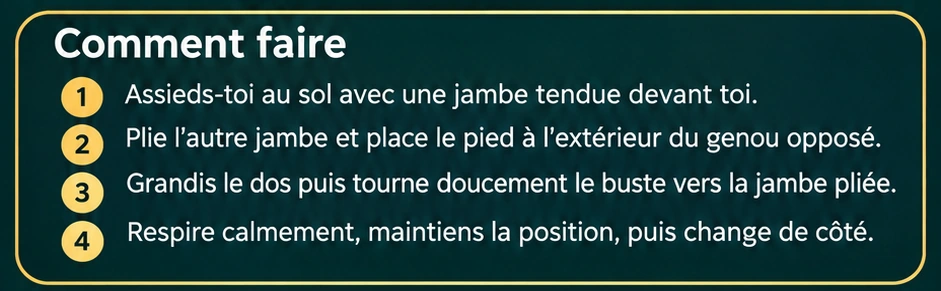 Comment faire
1 Assieds-toi au sol avec une jambe tendue devant toi.
2 Plie l’autre jambe et place le pied à l’extérieur du genou opposé.
3 Grandis le dos puis tourne doucement le buste vers la jambe pliée.
4 Respire calmement, maintiens la position, puis change de côté.